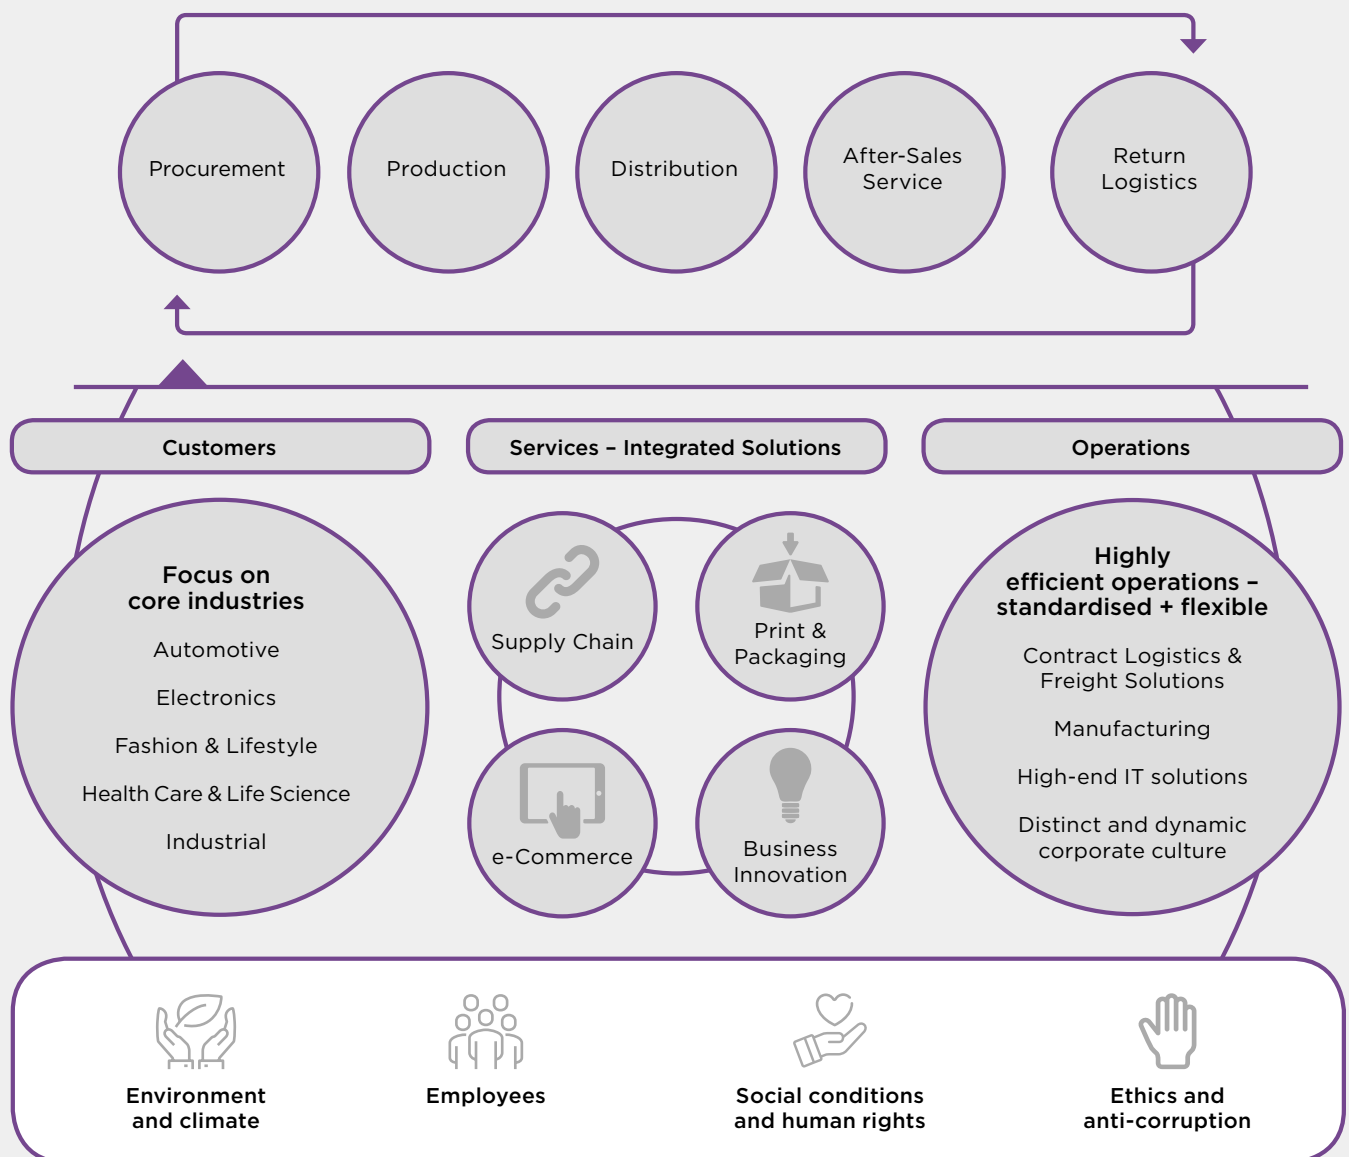 Procurement
Production
Distribution
After-Sales
Service
Return
Logistics
Customers
Services – Integrated Solutions
Operations
Focus on
core industries
Automotive
Electronics
Fashion & Lifestyle
Health Care & Life Science
Industrial
Supply Chain
Print &
Packaging
e-Commerce
Business
Innovation
Highly
efficient operations –
standardised + flexible
Contract Logistics &
Freight Solutions
Manufacturing
High-end IT solutions
Distinct and dynamic
corporate culture
Environment
and climate
Employees
Social conditions
and human rights
Ethics and
anti-corruption